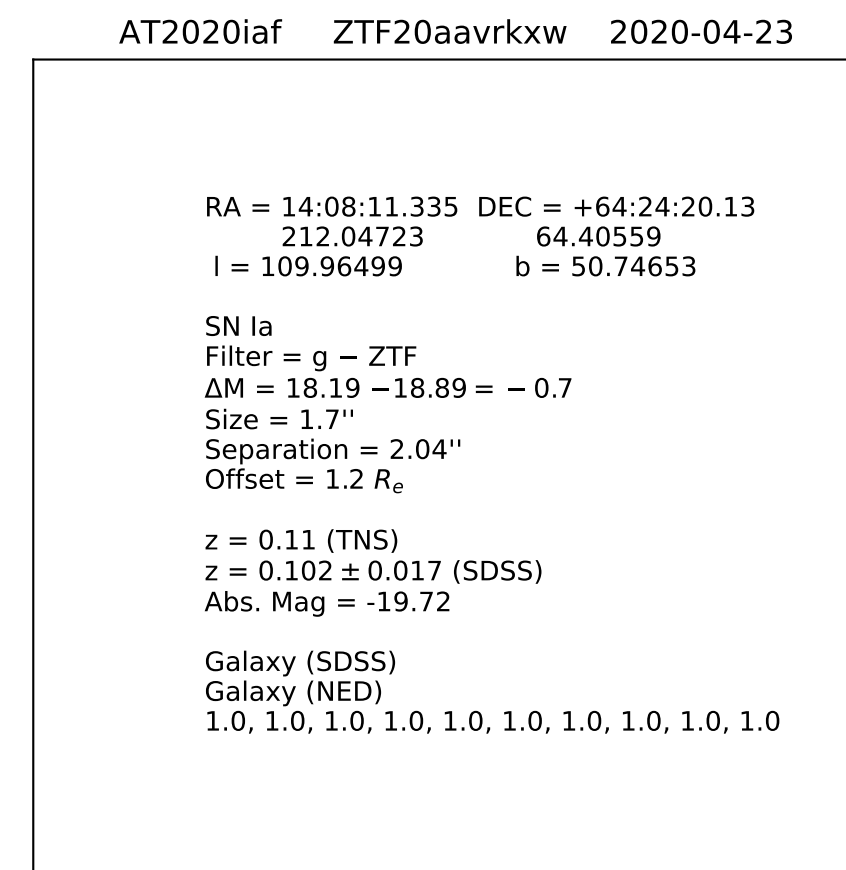 AT2020iaf ZTF20aavrkxw 2020-04-23
RA = 14:08:11.335 DEC = +64:24:20.13
212.04723 64.40559
l = 109.96499 b = 50.74653
SN Ia
Filter = g − ZTF
ΔM = 18.19 −18.89 = − 0.7
Size = 1.7''
Separation = 2.04''
Offset = 1.2 Re
z = 0.11 (TNS)
z = 0.102 ± 0.017 (SDSS)
Abs. Mag = -19.72
Galaxy (SDSS)
Galaxy (NED)
1.0, 1.0, 1.0, 1.0, 1.0, 1.0, 1.0, 1.0, 1.0, 1.0